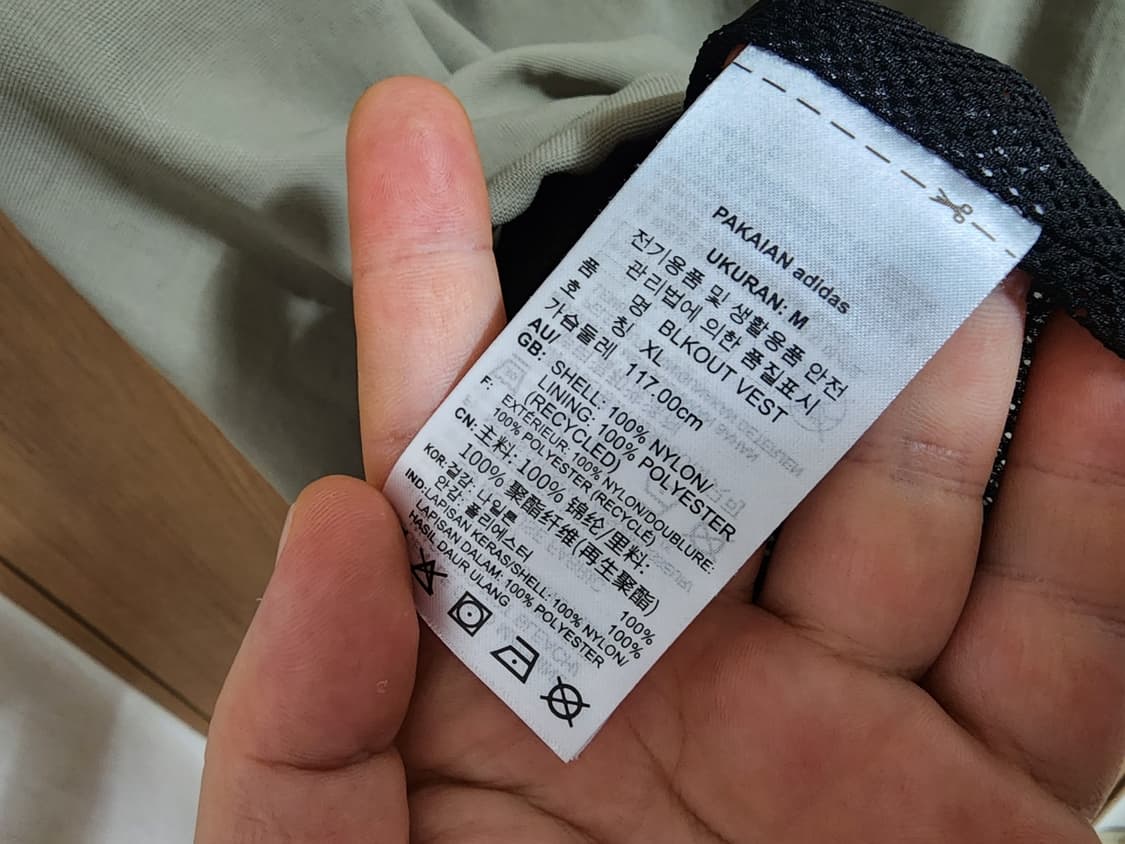 PAKAIAN adidas
UKURAN: M
전기용품 및 생활용품 안전
관리법에 의한 품질표시
품 명 BLKOUT VEST
호 칭 XL
가슴둘레 117.00cm
AU/
GB: SHELL: 100% NYLON/
LINING: 100% POLYESTER
(RECYCLED)
F: EXTÉRIEUR: 100% NYLON/DOUBLURE:
100% POLYESTER (RECYCLÉ)
CN: 主料: 100% 锦纶/里料:
100% 聚酯纤维(再生聚酯)
KOR: 겉감: 나일론 100%
안감: 폴리에스터 100%
IND: LAPISAN KERAS/SHELL: 100% NYLON/
LAPISAN DALAM: 100% POLYESTER
HASIL DAUR ULANG